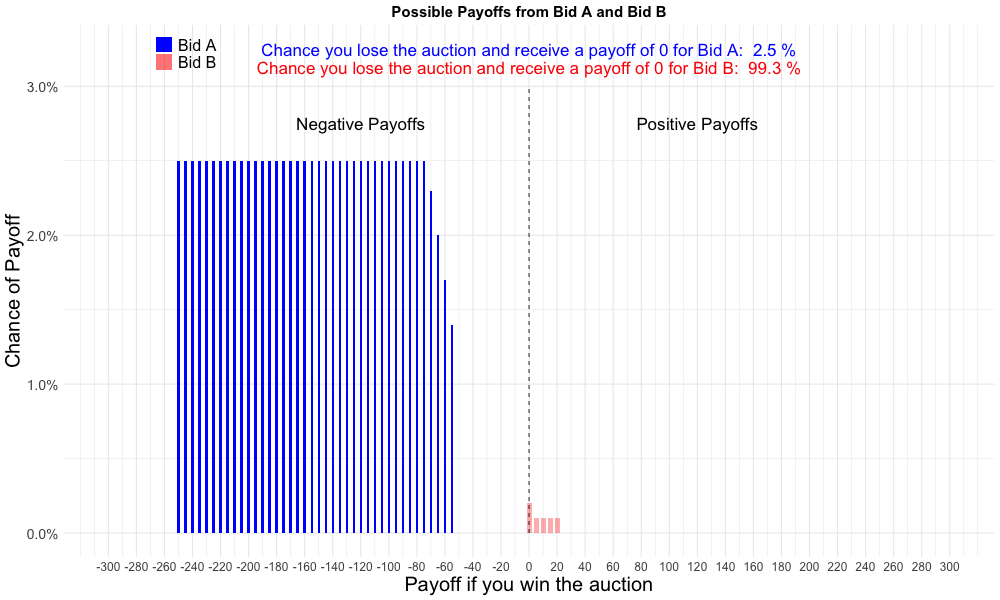 Possible Payoffs from Bid A and Bid B
Bid A
Bid B
Chance you lose the auction and receive a payoff of 0 for Bid A:  2.5 %
Chance you lose the auction and receive a payoff of 0 for Bid B:  99.3 %
Negative Payoffs
Positive Payoffs
Chance of Payoff
3.0%
2.0%
1.0%
0.0%
-300 -280 -260 -240 -220 -200 -180 -160 -140 -120 -100 -80 -60 -40 -20 0 20 40 60 80 100 120 140 160 180 200 220 240 260 280 300
Payoff if you win the auction